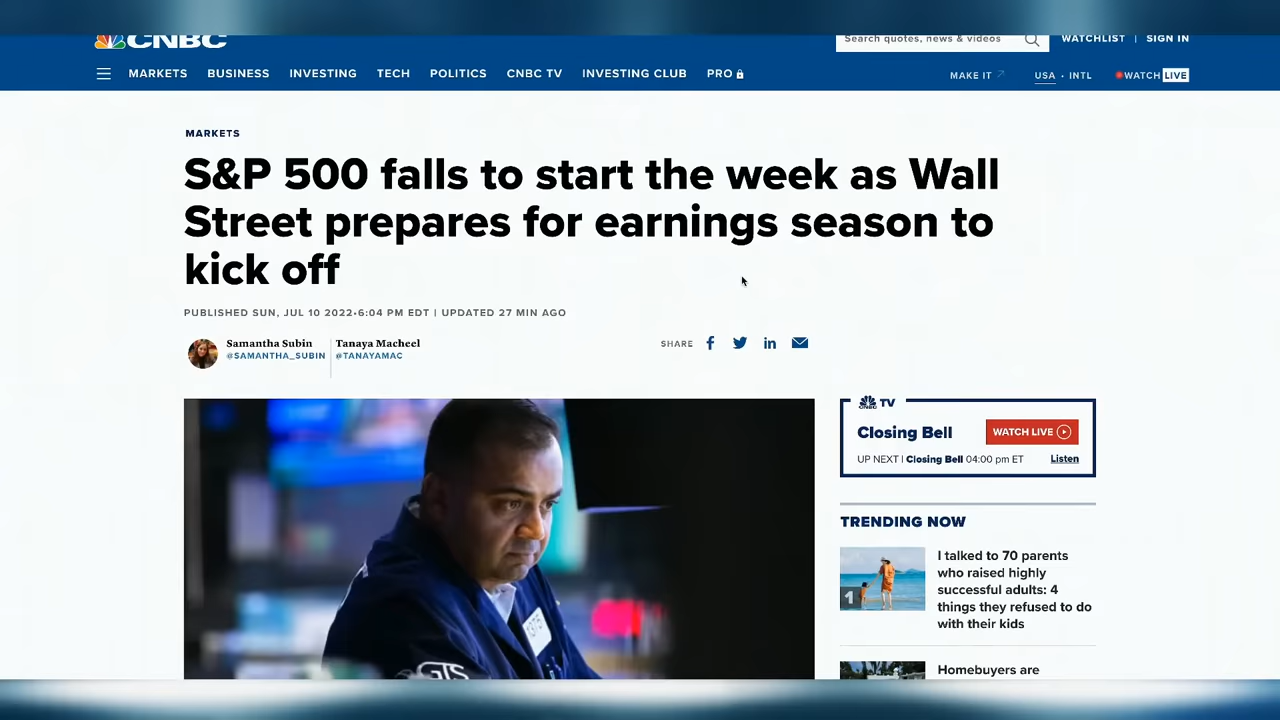 CNBC
Search quotes, news & videos
WATCHLIST | SIGN IN
MARKETS BUSINESS INVESTING TECH POLITICS CNBC TV INVESTING CLUB PRO
MAKE IT USA · INTL WATCH LIVE
MARKETS
S&P 500 falls to start the week as Wall
Street prepares for earnings season to
kick off
PUBLISHED SUN, JUL 10 2022•6:04 PM EDT | UPDATED 27 MIN AGO
Samantha Subin
@SAMANTHA_SUBIN
Tanaya Macheel
@TANAYAMAC
SHARE
CNBC TV
Closing Bell
WATCH LIVE
UP NEXT | Closing Bell 04:00 pm ET
Listen
TRENDING NOW
1
I talked to 70 parents
who raised highly
successful adults: 4
things they refused to do
with their kids
Homebuyers are
1375
GTS